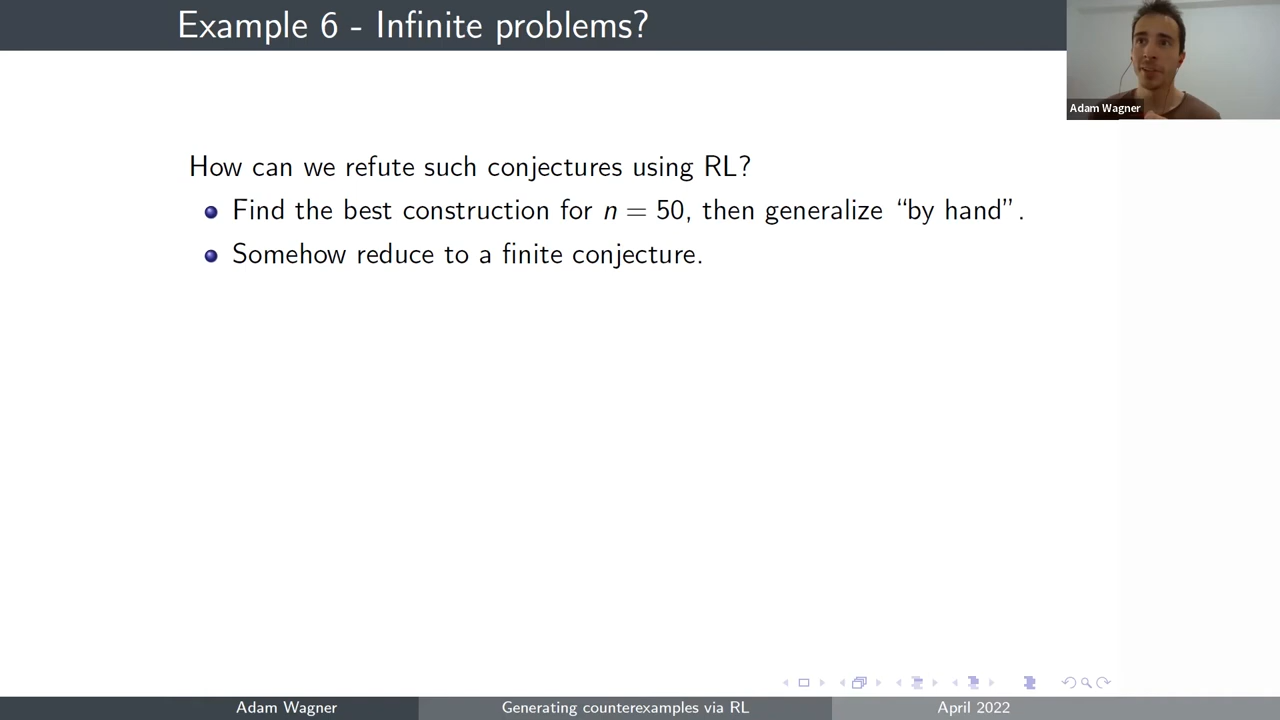 Example 6 - Infinite problems?
Adam Wagner
How can we refute such conjectures using RL?
Find the best construction for n = 50, then generalize “by hand”.
Somehow reduce to a finite conjecture.
Adam Wagner
Generating counterexamples via RL
April 2022